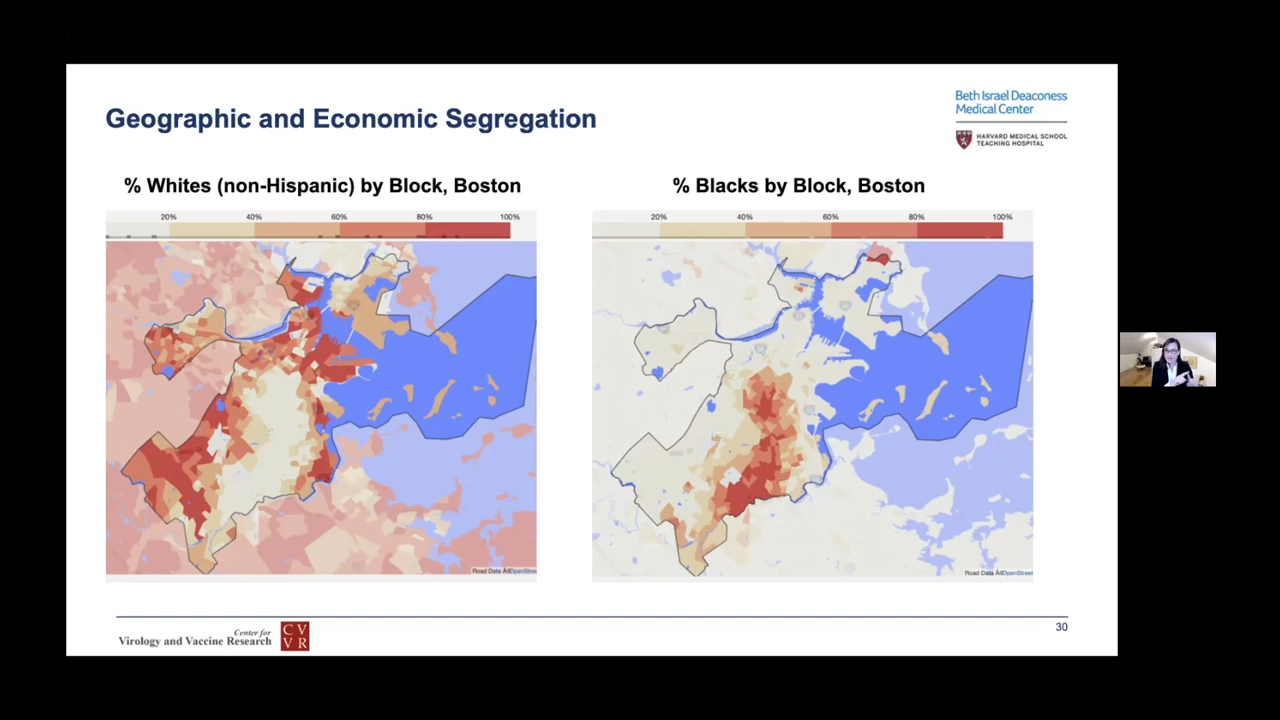 Geographic and Economic Segregation
Beth Israel Deaconess
Medical Center
HARVARD MEDICAL SCHOOL
TEACHING HOSPITAL
% Whites (non-Hispanic) by Block, Boston
20% 40% 60% 80% 100%
Road Data ÂOpenStreet
% Blacks by Block, Boston
20% 40% 60% 80% 100%
Road Data ÂOpenStreet
Center for
Virology and Vaccine Research
C V
V R
30